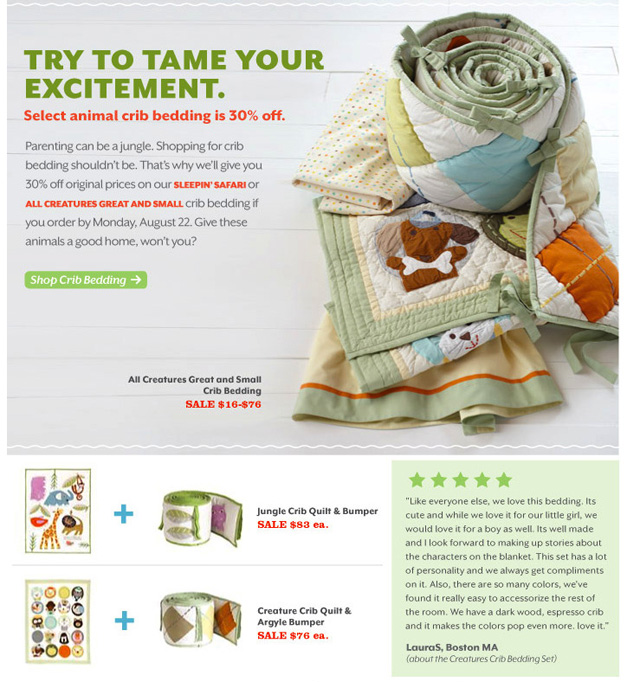 TRY TO TAME YOUR
EXCITEMENT.
Select animal crib bedding is 30% off.
Parenting can be a jungle. Shopping for crib
bedding shouldn't be. That's why we'll give you
30% off original prices on our SLEEPIN' SAFARI or
ALL CREATURES GREAT AND SMALL crib bedding if
you order by Monday, August 22. Give these
animals a good home, won't you?
Shop Crib Bedding →
All Creatures Great and Small
Crib Bedding
SALE $16-$76
+
Jungle Crib Quilt & Bumper
SALE $83 ea.
+
Creature Crib Quilt &
Argyle Bumper
SALE $76 ea.
"Like everyone else, we love this bedding. Its
cute and while we love it for our little girl, we
would love it for a boy as well. Its well made
and I look forward to making up stories about
the characters on the blanket. This set has a lot
of personality and we always get compliments
on it. Also, there are so many colors, we've
found it really easy to accessorize the rest of
the room. We have a dark wood, espresso crib
and it makes the colors pop even more. love it."
LauraS, Boston MA
(about the Creatures Crib Bedding Set)